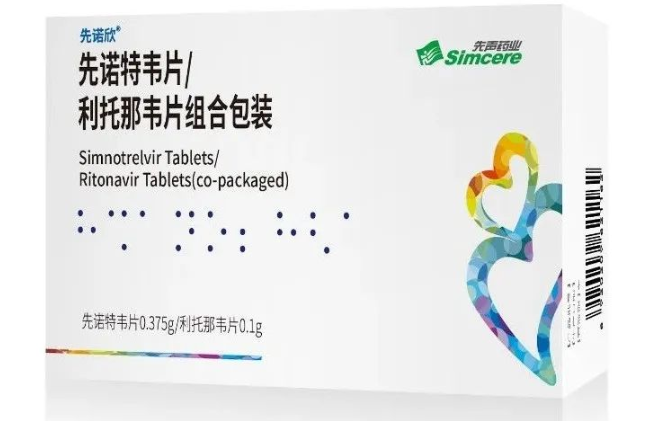 先诺欣®
先声药业
Simcere
先诺特韦片/
利托那韦片组合包装
Simnotrelvir Tablets/
Ritonavir Tablets(co-packaged)
先诺特韦片0.375g/利托那韦片0.1g